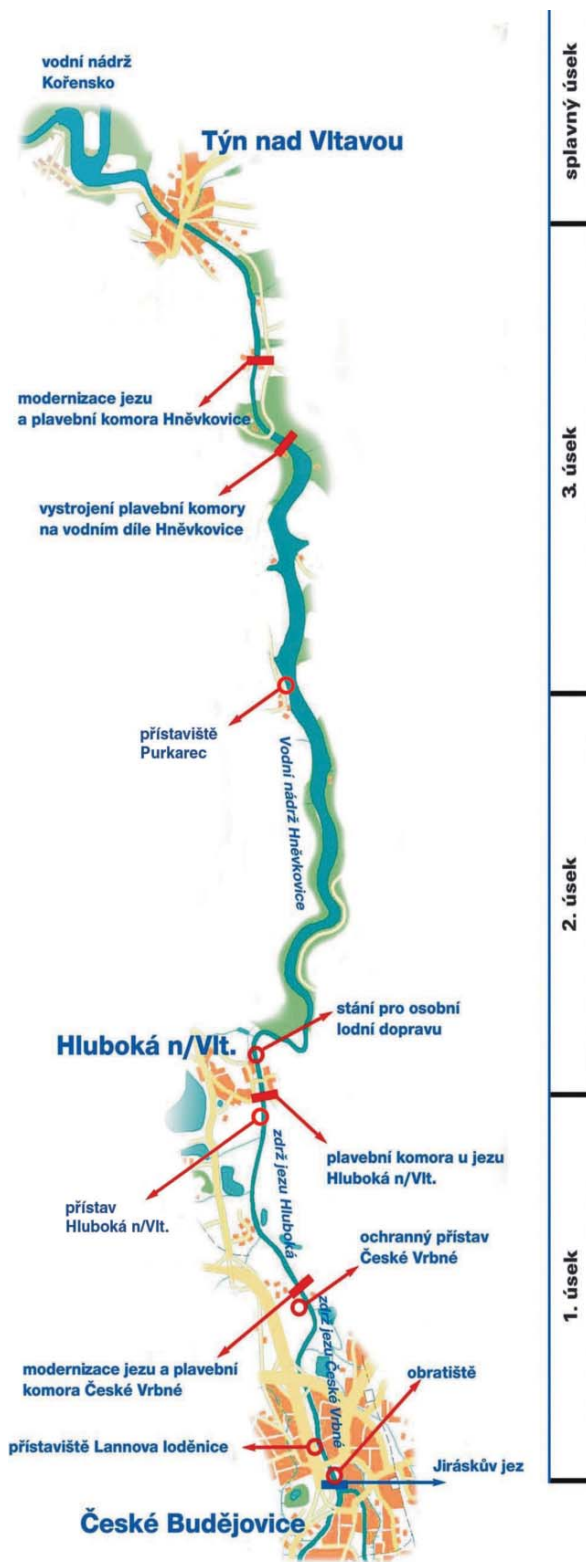 vodní nádrž
Kořensko
Týn nad Vltavou
splavný úsek
modernizace jezu
a plavební komora Hněvkovice
vystrojení plavební komory
na vodním díle Hněvkovice
3. úsek
přístaviště
Purkarec
Vodní nádrž Hněvkovice
2. úsek
stání pro osobní
lodní dopravu
Hluboká n/Vlt.
plavební komora u jezu
Hluboká n/Vlt.
přístav
Hluboká n/Vlt.
zdrž jezu Hluboká
ochranný přístav
České Vrbné
1. úsek
modernizace jezu a plavební
komora České Vrbné
zdrž jezu České Vrbné
obratiště
přístaviště Lannova loděnice
Jiráskův jez
České Budějovice